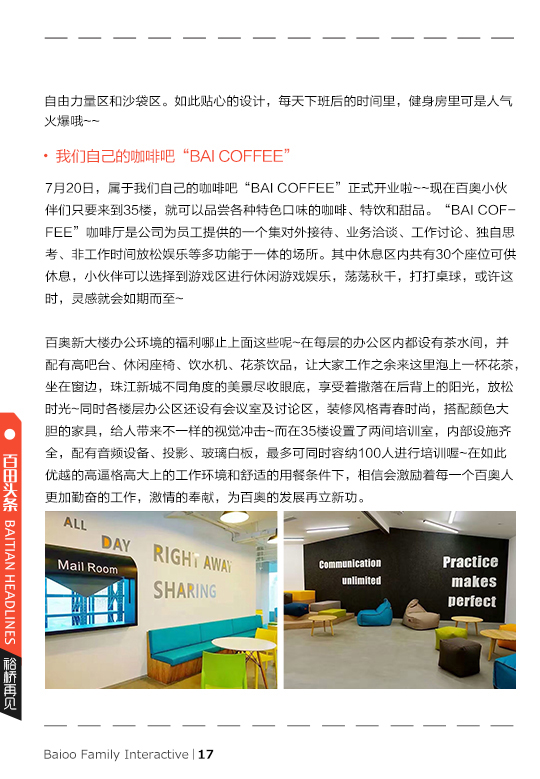 自由力量区和沙袋区。如此贴心的设计，每天下班后的时间里，健身房里可是人气
火爆哦~~
• 我们自己的咖啡吧“BAI COFFEE”
7月20日，属于我们自己的咖啡吧“BAI COFFEE”正式开业啦~~现在百奥小伙
伴们只要来到35楼，就可以品尝各种特色口味的咖啡、特饮和甜品。“BAI COF-
FEE”咖啡厅是公司为员工提供的一个集对外接待、业务洽谈、工作讨论、独自思
考、非工作时间放松娱乐等多功能于一体的场所。其中休息区内共有30个座位可供
休息，小伙伴可以选择到游戏区进行休闲游戏娱乐，荡荡秋千，打打桌球，或许这
时，灵感就会如期而至~
百奥新大楼办公环境的福利哪止上面这些呢~在每层的办公区内都设有茶水间，并
配有高吧台、休闲座椅、饮水机、花茶饮品，让大家工作之余来这里泡上一杯花茶，
坐在窗边，珠江新城不同角度的美景尽收眼底，享受着撒落在后背上的阳光，放松
时光~同时各楼层办公区还设有会议室及讨论区，装修风格青春时尚，搭配颜色大
胆的家具，给人带来不一样的视觉冲击~而在35楼设置了两间培训室，内部设施齐
全，配有音频设备、投影、玻璃白板，最多可同时容纳100人进行培训喔~在如此
优越的高逼格高大上的工作环境和舒适的用餐条件下，相信会激励着每一个百奥人
更加勤奋的工作，激情的奉献，为百奥的发展再立新功。
百田头条 BAITIAN HEADLINES
裕桥再见
ALL
DAY
Mail Room
RIGHT AWAY
SHARING
Communication
unlimited
Practice
makes
perfect
Baioo Family Interactive | 17